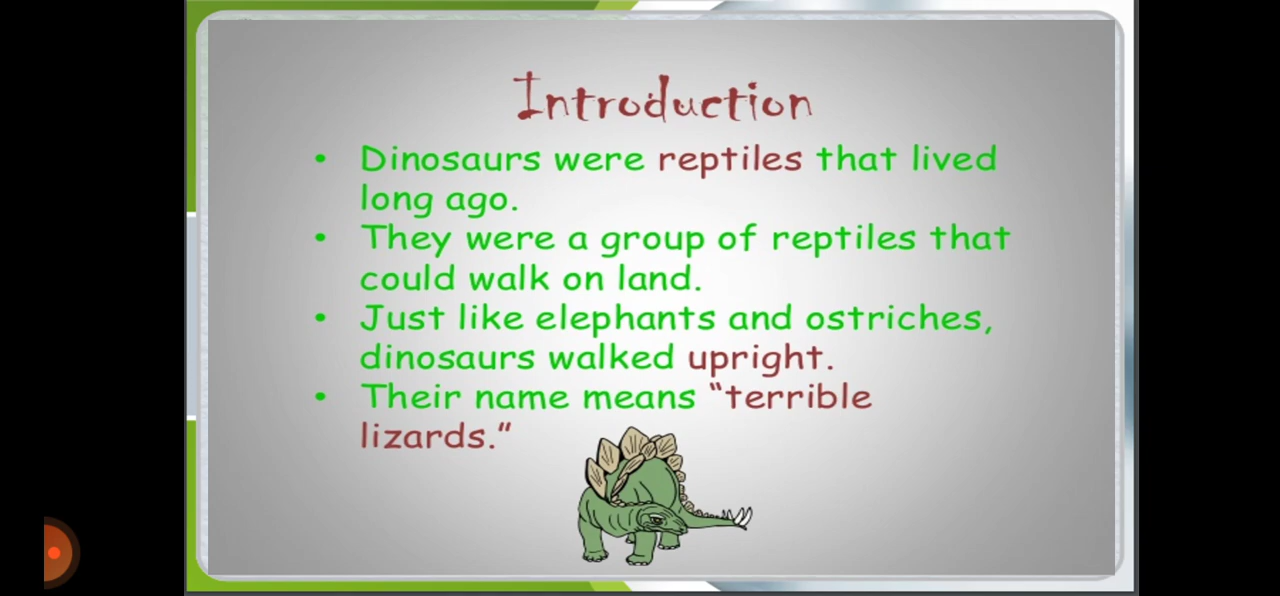 Introduction
• Dinosaurs were reptiles that lived
long ago.
• They were a group of reptiles that
could walk on land.
• Just like elephants and ostriches,
dinosaurs walked upright.
• Their name means “terrible
lizards.”